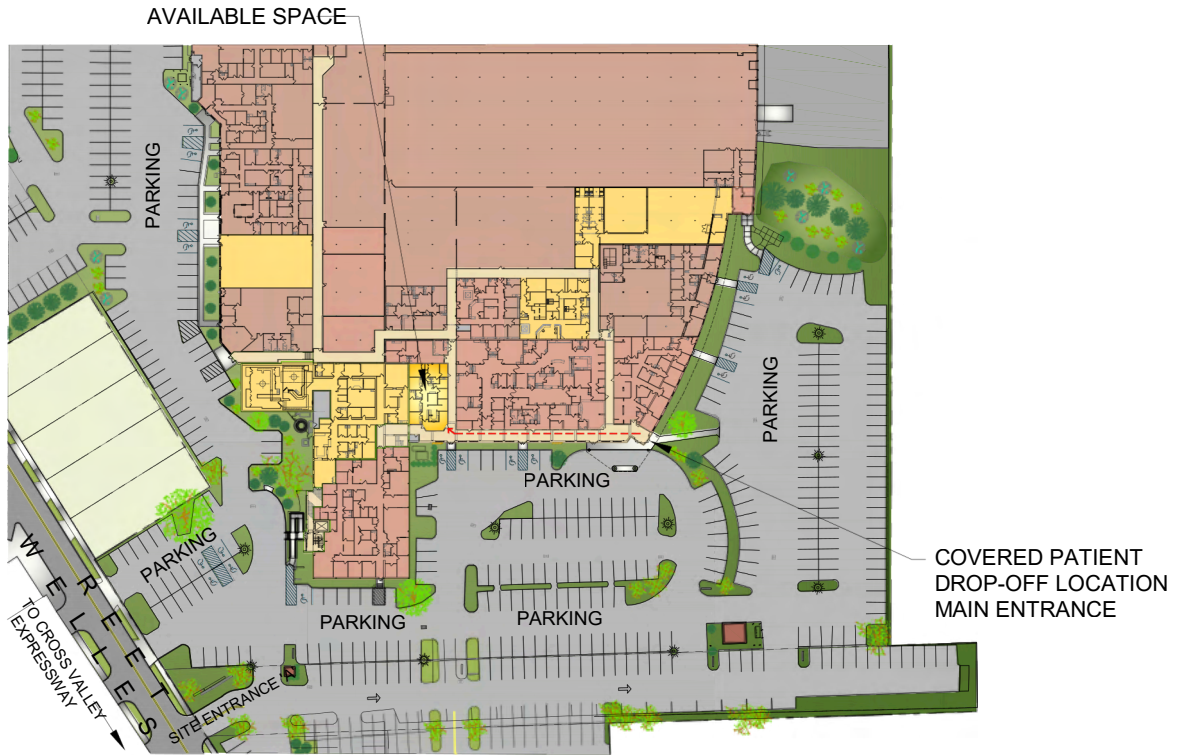 AVAILABLE SPACE
PARKING
PARKING
PARKING
PARKING
PARKING
PARKING
COVERED PATIENT
DROP-OFF LOCATION
MAIN ENTRANCE
TO CROSS VALLEY
EXPRESSWAY
WELLES
STREET
SITE ENTRANCE